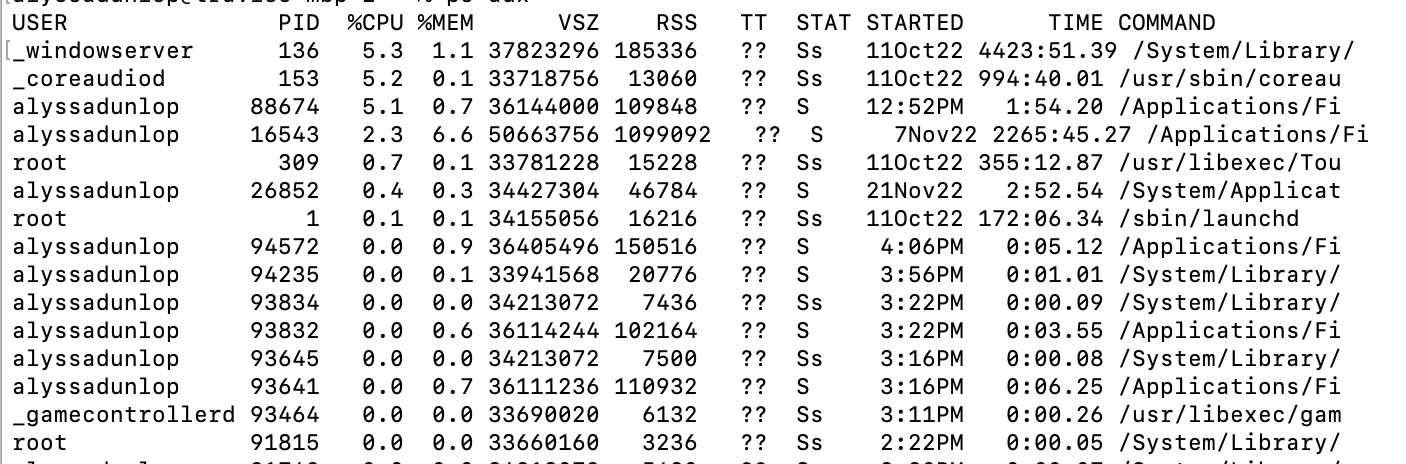 USER PID %CPU %MEM VSZ RSS TT STAT STARTED TIME COMMAND
_windowserver 136 5.3 1.1 37823296 185336 ?? Ss 11Oct22 4423:51.39 /System/Library/
_coreaudiod 153 5.2 0.1 33718756 13060 ?? Ss 11Oct22 994:40.01 /usr/sbin/coreau
alyssadunlop 88674 5.1 0.7 36144000 109848 ?? S 12:52PM 1:54.20 /Applications/Fi
alyssadunlop 16543 2.3 6.6 50663756 1099092 ?? S 7Nov22 2265:45.27 /Applications/Fi
root 309 0.7 0.1 33781228 15228 ?? Ss 11Oct22 355:12.87 /usr/libexec/Tou
alyssadunlop 26852 0.4 0.3 34427304 46784 ?? S 21Nov22 2:52.54 /System/Applicat
root 1 0.1 0.1 34155056 16216 ?? Ss 11Oct22 172:06.34 /sbin/launchd
alyssadunlop 94572 0.0 0.9 36405496 150516 ?? S 4:06PM 0:05.12 /Applications/Fi
alyssadunlop 94235 0.0 0.1 33941568 20776 ?? S 3:56PM 0:01.01 /System/Library/
alyssadunlop 93834 0.0 0.0 34213072 7436 ?? Ss 3:22PM 0:00.09 /System/Library/
alyssadunlop 93832 0.0 0.6 36114244 102164 ?? S 3:22PM 0:03.55 /Applications/Fi
alyssadunlop 93645 0.0 0.0 34213072 7500 ?? Ss 3:16PM 0:00.08 /System/Library/
alyssadunlop 93641 0.0 0.7 36111236 110932 ?? S 3:16PM 0:06.25 /Applications/Fi
_gamecontrollerd 93464 0.0 0.0 33690020 6132 ?? Ss 3:11PM 0:00.26 /usr/libexec/gam
root 91815 0.0 0.0 33660160 3236 ?? Ss 2:22PM 0:00.05 /System/Library/